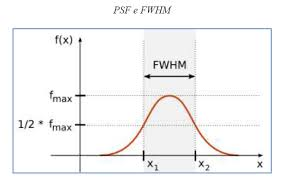 PSF e FWHM
f(x)
FWHM
f_max
1/2 * f_max
x_1
x_2
x